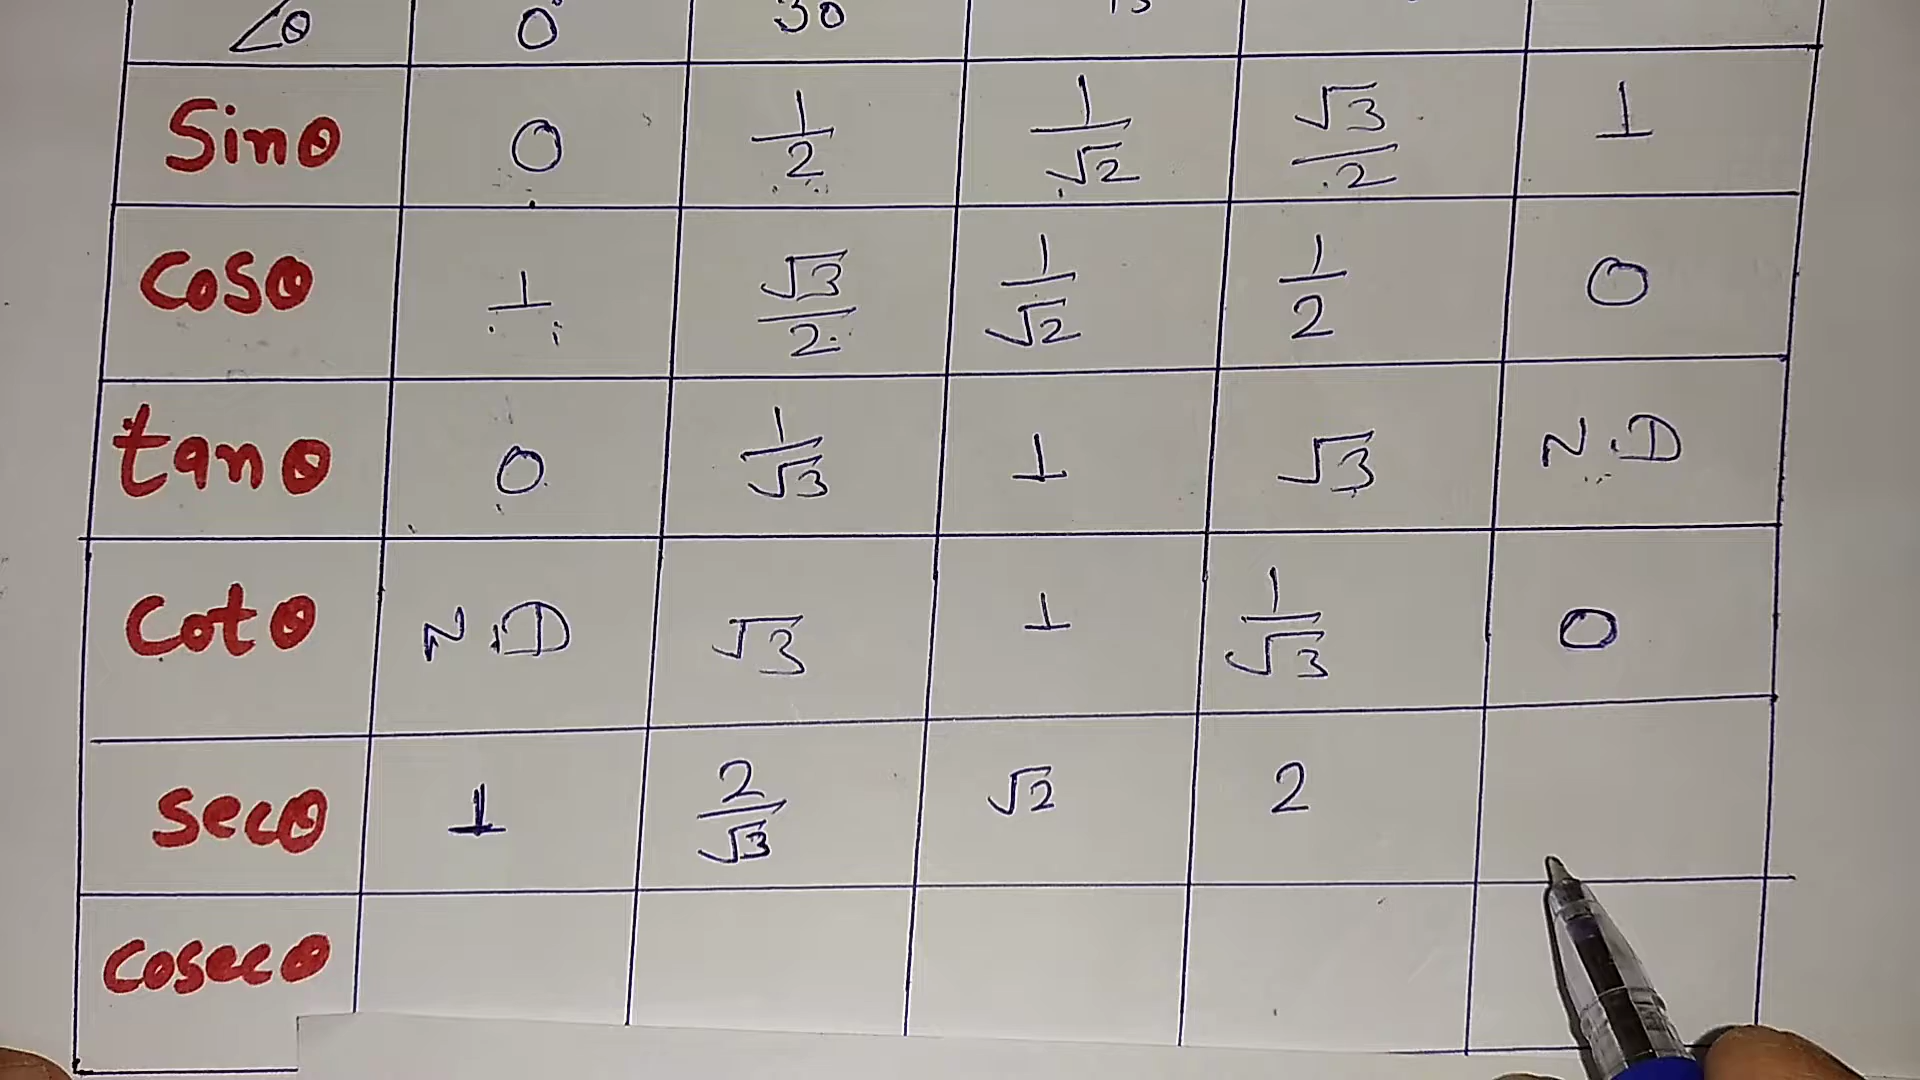 ∠θ 0° 30
Sinθ 0 1/2 1/√2 √3/2 1
Cosθ 1 √3/2 1/√2 1/2 0
tanθ 0 1/√3 1 √3 N.D
Cotθ N.D √3 1 1/√3 0
secθ 1 2/√3 √2 2
Cosecθ